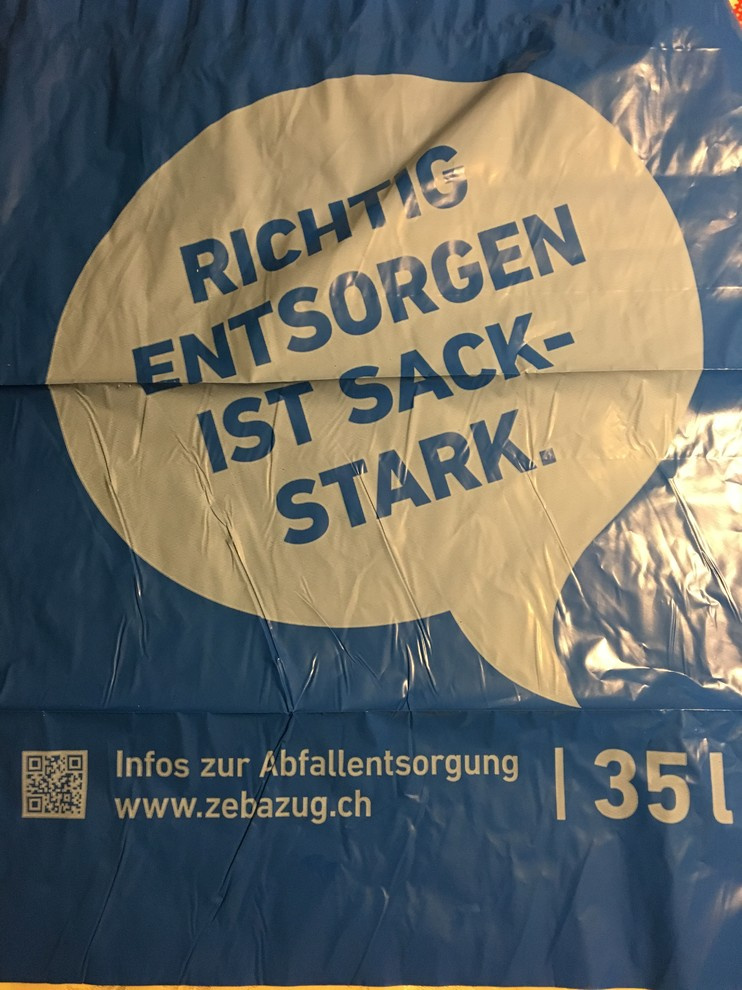 RICHTIG
ENTSORGEN
IST SACK-
STARK.
Infos zur Abfallentsorgung
www.zebazug.ch
| 35 l